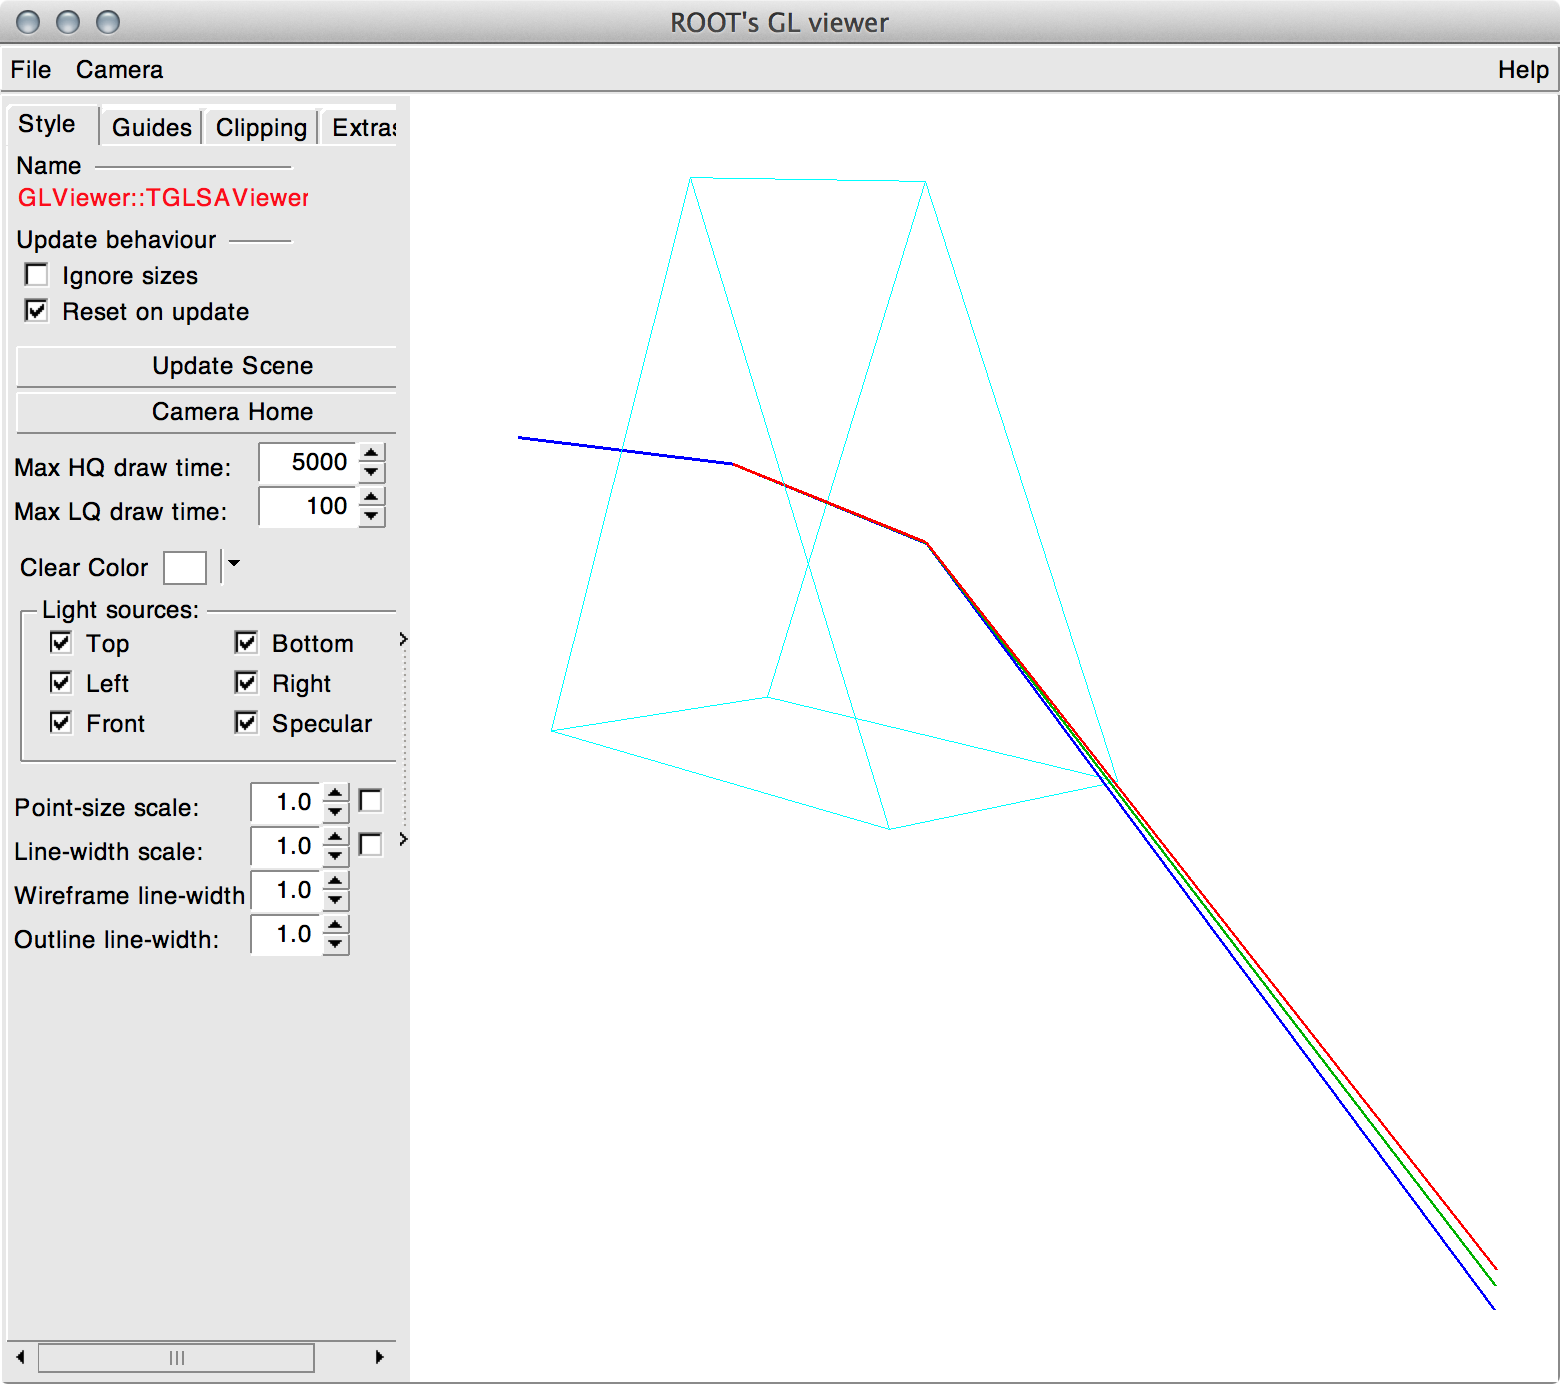 ROOT's GL viewer
File Camera Help
Style Guides Clipping Extras
Name
GLViewer::TGLSAViewer
Update behaviour
Ignore sizes
Reset on update
Update Scene
Camera Home
Max HQ draw time: 5000
Max LQ draw time: 100
Clear Color
Light sources:
Top Bottom
Left Right
Front Specular
Point-size scale: 1.0
Line-width scale: 1.0
Wireframe line-width 1.0
Outline line-width: 1.0